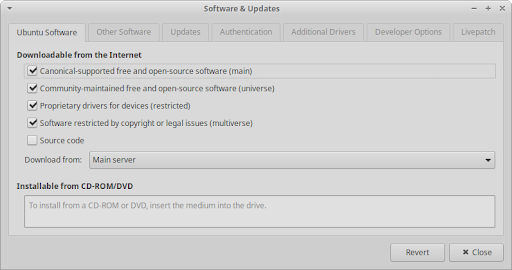 Software & Updates
Ubuntu Software Other Software Updates Authentication Additional Drivers Developer Options Livepatch
Downloadable from the Internet
Canonical-supported free and open-source software (main)
Community-maintained free and open-source software (universe)
Proprietary drivers for devices (restricted)
Software restricted by copyright or legal issues (multiverse)
Source code
Download from: Main server
Installable from CD-ROM/DVD
To install from a CD-ROM or DVD, insert the medium into the drive.
Revert Close